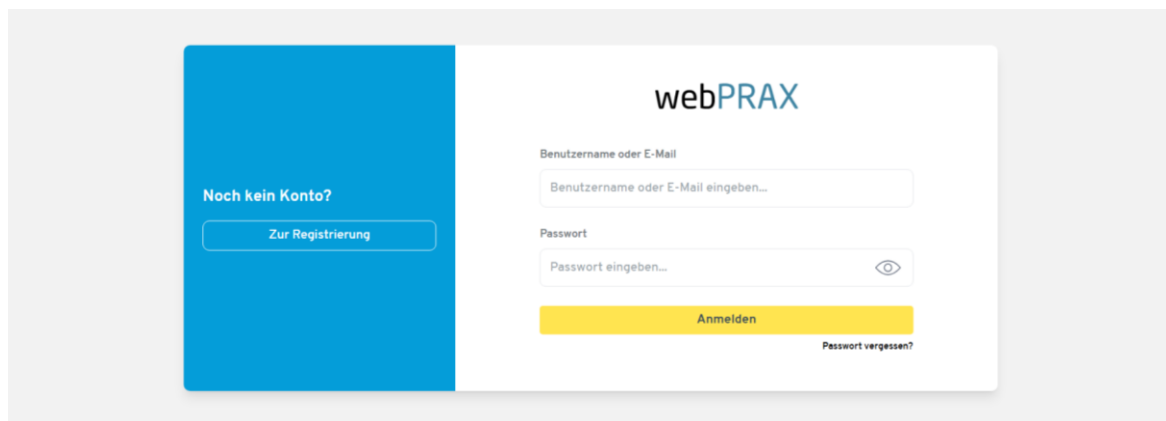 Noch kein Konto?
Zur Registrierung
webPRAX
Benutzername oder E-Mail
Benutzername oder E-Mail eingeben...
Passwort
Passwort eingeben...
Anmelden
Passwort vergessen?